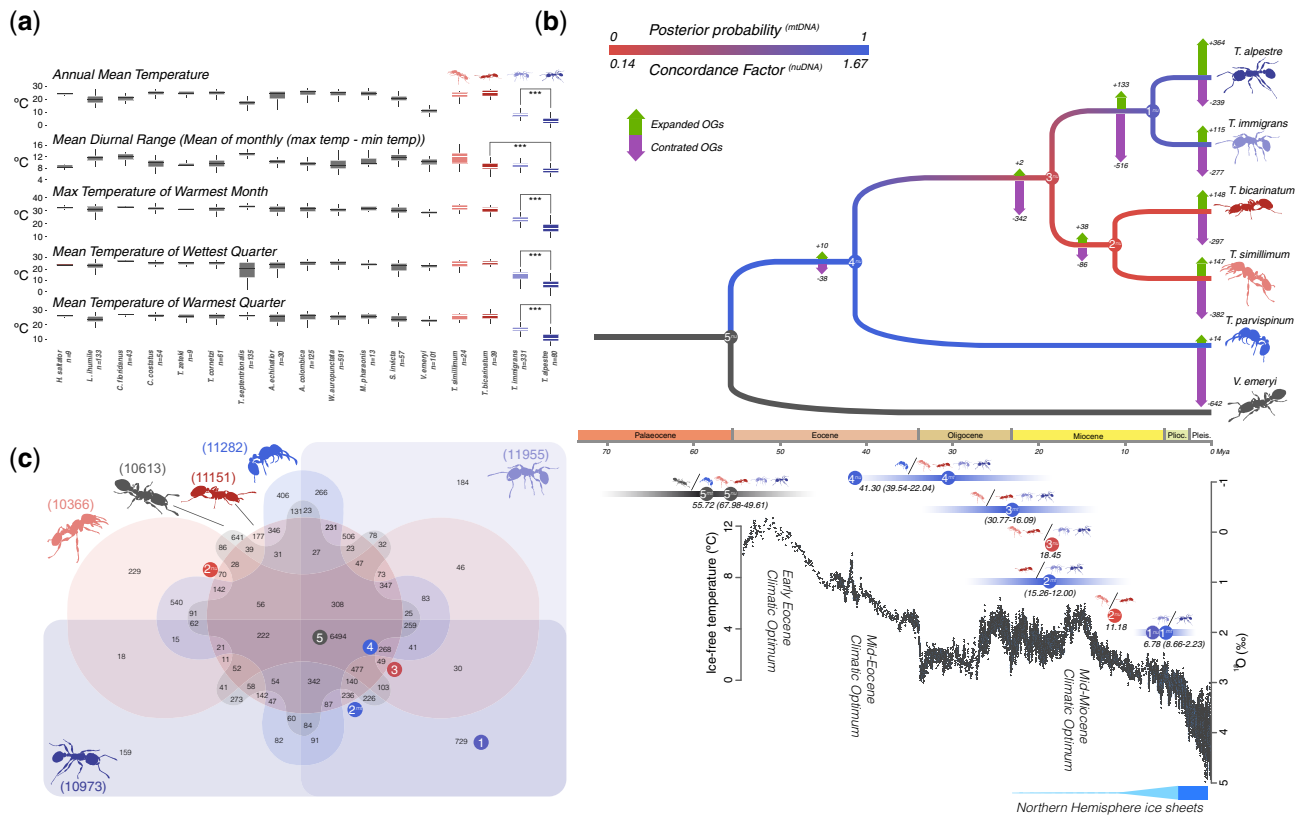 (a)
Annual Mean Temperature
ºC
30
20
10
0
***
Mean Diurnal Range (Mean of monthly (max temp - min temp))
ºC
16
12
8
4
***
Max Temperature of Warmest Month
ºC
40
30
20
10
***
Mean Temperature of Wettest Quarter
ºC
30
20
10
0
***
Mean Temperature of Warmest Quarter
ºC
30
20
10
***
H. saltator n=9
L. ihumile n=133
C. floridanus n=43
C. costatus n=54
T. zeteki n=9
T. cornetzi n=61
T. septentrionalis n=135
A. echinatior n=30
A. colombica n=125
W. auropunctata n=591
M. pharaonis n=13
S. invicta n=57
V. emeryi n=101
T. simillimum n=24
T. bicarinatum n=39
T. immigrans n=331
T. alpestre n=80
(b)
0 Posterior probability (mtDNA) 1
0.14 Concordance Factor (nuDNA) 1.67
Expanded OGs
Contrated OGs
+364
-239
T. alpestre
+133
-516
+115
-277
T. immigrans
+2
-342
+148
-297
T. bicarinatum
+38
-86
+147
-382
T. simillimum
+10
-38
+14
-642
T. parvispinum
V. emeryi
Palaeocene Eocene Oligocene Miocene Plioc. Pleis.
70 60 50 40 30 20 10 0 Mya
55.72 (67.98-49.61)
41.30 (39.54-22.04)
(30.77-16.09)
18.45
(15.26-12.00)
11.18
6.78 (8.66-2.23)
Ice-free temperature (ºC)
12
8
4
0
Early Eocene
Climatic Optimum
Mid-Eocene
Climatic Optimum
Mid-Miocene
Climatic Optimum
0
1
2
3
4
5
Northern Hemisphere ice sheets
(c)
(11282)
(10613)
(11151)
(10366)
(11955)
(10973)
406 266 184
131 23
641 177 346 231 506 78 32
86 39 31 27 23
28 47
70 73
229 142 347 46
540 56 308 83
91 25
62 259
15 222 5 6494 4 268 41
21 49 3
18 11 52 477 30
41 58 54 342 140 103
273 142 47 87 236 226
60 84
82 91 729 1
159